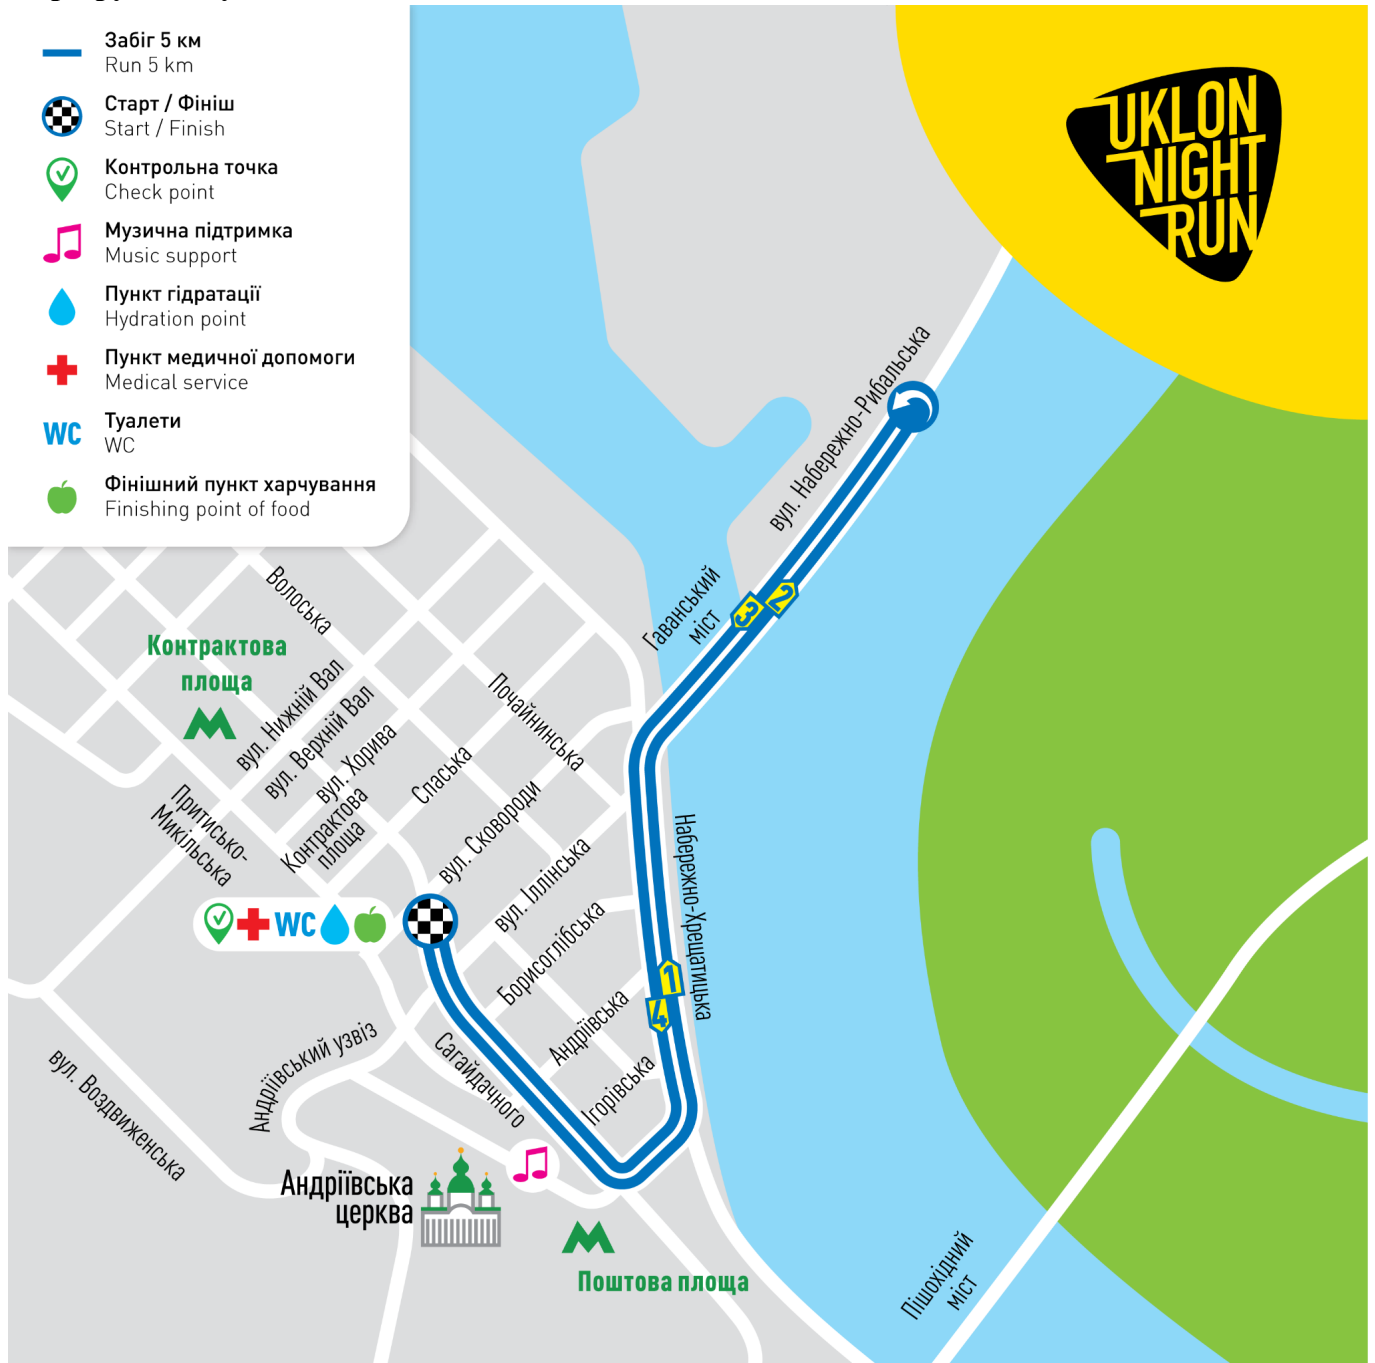 Забіг 5 км
Run 5 km
Старт / Фініш
Start / Finish
Контрольна точка
Check point
Музична підтримка
Music support
Пункт гідратації
Hydration point
Пункт медичної допомоги
Medical service
WC
Туалети
WC
Фінішний пункт харчування
Finishing point of food
UKLON
NIGHT
RUN
вул. Набережно-Рибальська
Гаванський
міст
3
2
Волоська
Контрактова
площа
вул. Нижній Вал
вул. Верхній Вал
вул. Хорива
Контрактова
площа
Спаська
Почайнинська
вул. Сковороди
Притисько-
Микільська
вул. Іллінська
Борисоглібська
Набережно-Хрещатицька
WC
1
4
Андріївська
Ігорівська
Сагайдачного
Андріївський узвіз
вул. Воздвиженська
Андріївська
церква
Поштова площа
Пішохідний
міст